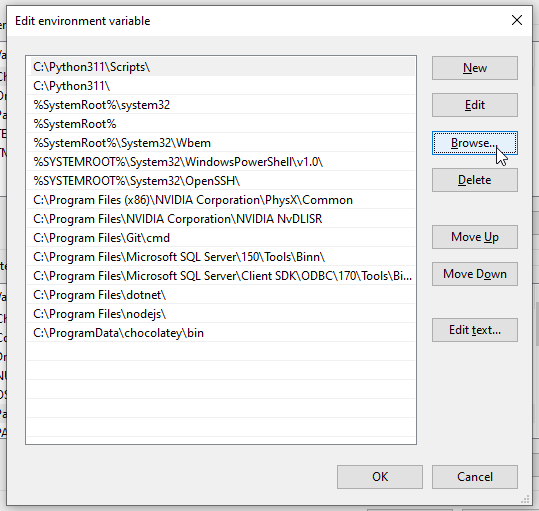 Edit environment variable
C:\Python311\Scripts\
New
C:\Python311\
%SystemRoot%\system32
Edit
%SystemRoot%
%SystemRoot%\System32\Wbem
Browse...
%SYSTEMROOT%\System32\WindowsPowerShell\v1.0\
%SYSTEMROOT%\System32\OpenSSH\
Delete
C:\Program Files (x86)\NVIDIA Corporation\PhysX\Common
C:\Program Files\NVIDIA Corporation\NVIDIA NvDLISR
C:\Program Files\Git\cmd
Move Up
C:\Program Files\Microsoft SQL Server\150\Tools\Binn\
C:\Program Files\Microsoft SQL Server\Client SDK\ODBC\170\Tools\Bi...
Move Down
C:\Program Files\dotnet\
C:\Program Files\nodejs\
C:\ProgramData\chocolatey\bin
Edit text...
OK
Cancel